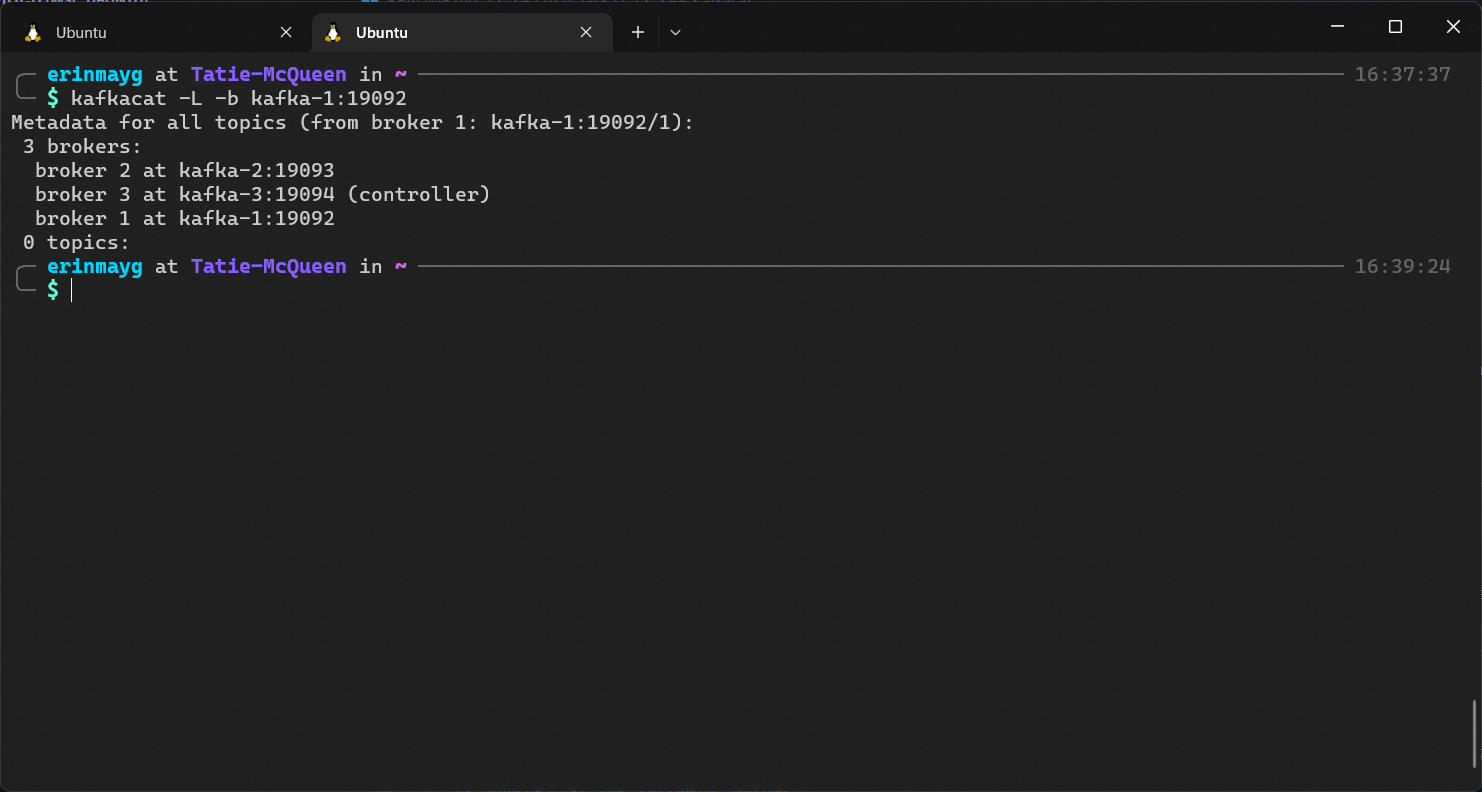 Ubuntu
Ubuntu
erinmayg at Tatie-McQueen in ~ 16:37:37
$ kafkacat -L -b kafka-1:19092
Metadata for all topics (from broker 1: kafka-1:19092/1):
3 brokers:
broker 2 at kafka-2:19093
broker 3 at kafka-3:19094 (controller)
broker 1 at kafka-1:19092
0 topics:
erinmayg at Tatie-McQueen in ~ 16:39:24
$